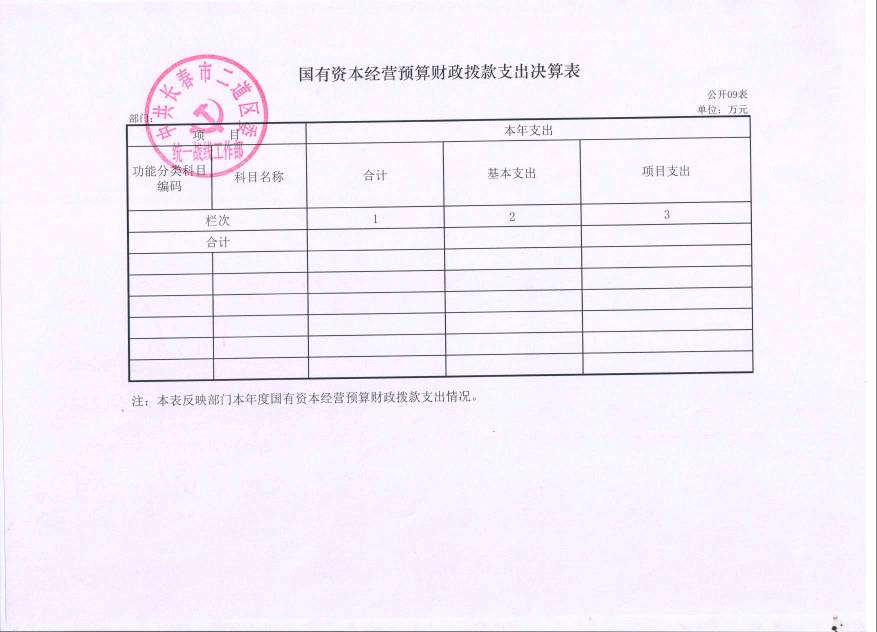 国有资本经营预算财政拨款支出决算表
公开09表
部门：
单位：万元
中共长春市二道区委
统一战线工作部
项 目
本年支出
功能分类科目
编码
科目名称
合计
基本支出
项目支出
栏次
1
2
3
合计
注：本表反映部门本年度国有资本经营预算财政拨款支出情况。